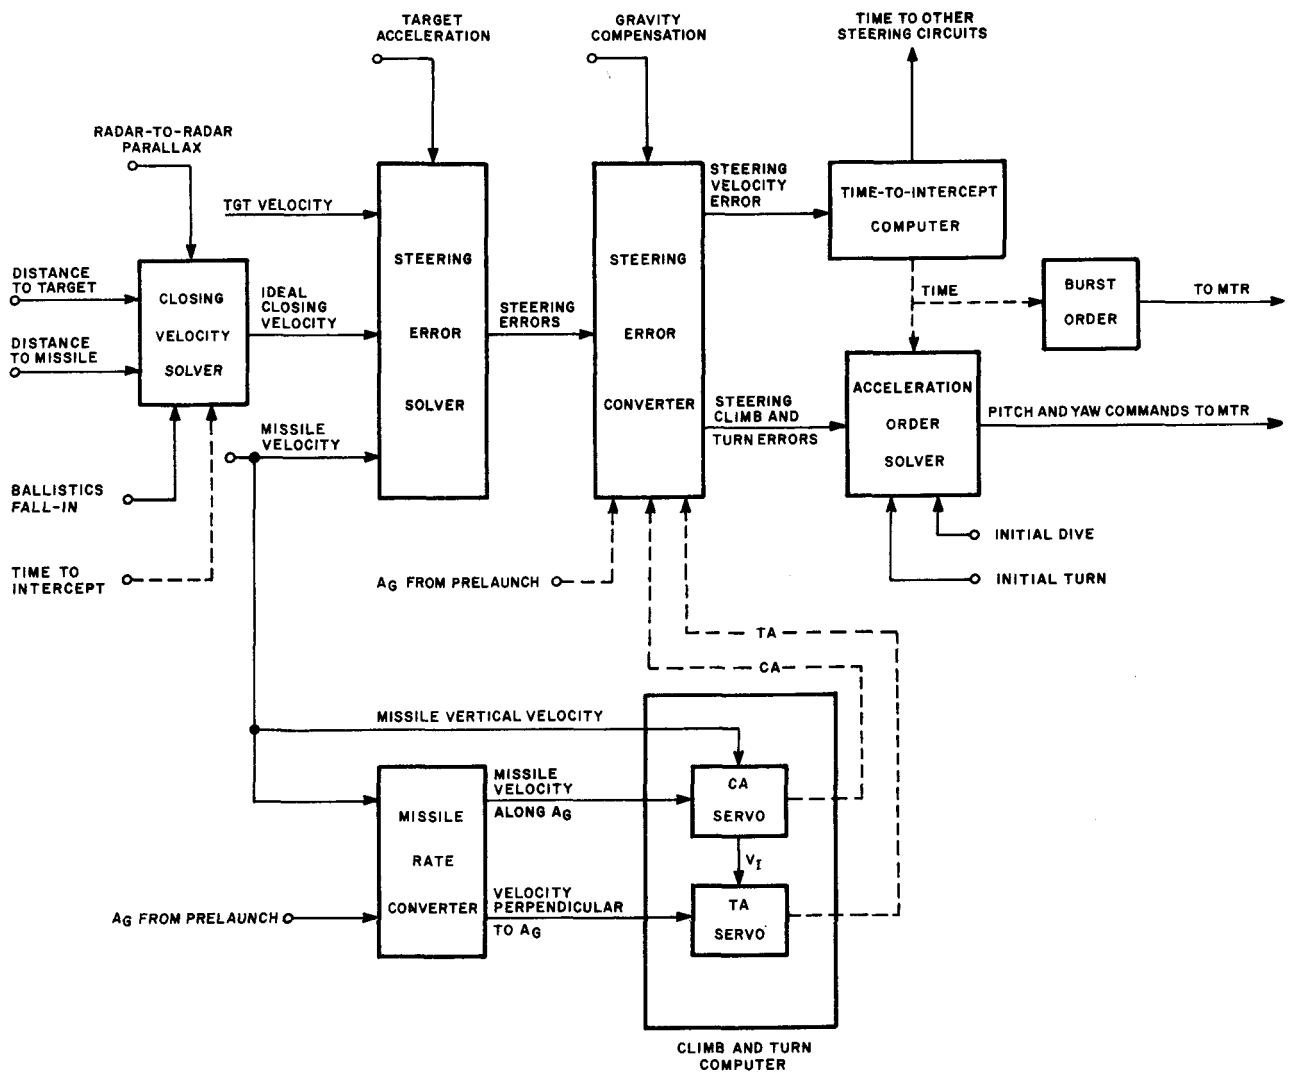 TARGET
ACCELERATION
GRAVITY
COMPENSATION
TIME TO OTHER
STEERING CIRCUITS
RADAR-TO-RADAR
PARALLAX
TGT VELOCITY
STEERING
ERROR
SOLVER
STEERING
ERROR
CONVERTER
STEERING
VELOCITY
ERROR
TIME-TO-INTERCEPT
COMPUTER
DISTANCE
TO TARGET
DISTANCE
TO MISSILE
CLOSING
VELOCITY
SOLVER
IDEAL
CLOSING
VELOCITY
STEERING
ERRORS
TIME
BURST
ORDER
TO MTR
STEERING
CLIMB AND
TURN ERRORS
ACCELERATION
ORDER
SOLVER
PITCH AND YAW COMMANDS TO MTR
MISSILE
VELOCITY
BALLISTICS
FALL-IN
TIME TO
INTERCEPT
AG FROM PRELAUNCH
INITIAL DIVE
INITIAL TURN
TA
CA
MISSILE VERTICAL VELOCITY
MISSILE
RATE
CONVERTER
MISSILE
VELOCITY
ALONG AG
CA
SERVO
VI
VELOCITY
PERPENDICULAR
TO AG
TA
SERVO
AG FROM PRELAUNCH
CLIMB AND TURN
COMPUTER